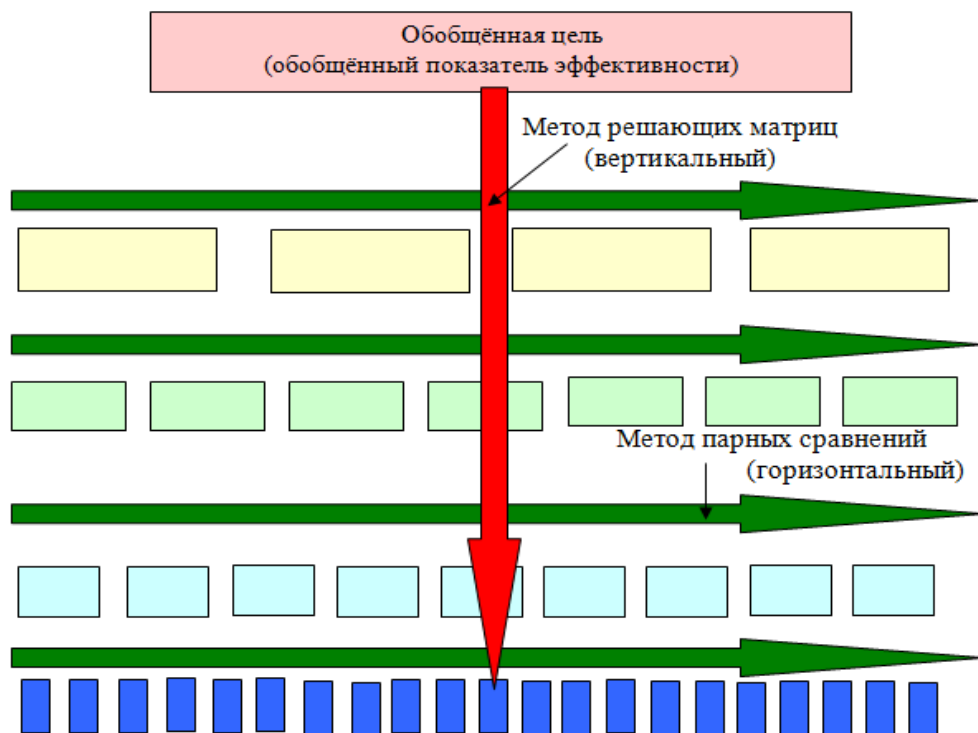 Обобщённая цель
(обобщённый показатель эффективности)
Метод решающих матриц
(вертикальный)
Метод парных сравнений
(горизонтальный)